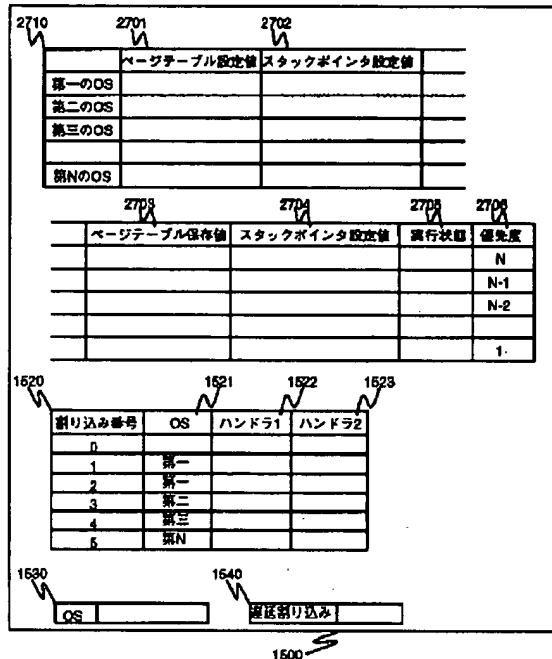 2710 2701 2702
ページテーブル設定値 スタックポインタ設定値
第一のOS
第二のOS
第三のOS
第NのOS
2703 2704 2705 2706
ページテーブル保存値 スタックポインタ設定値 実行状態 優先度
N
N-1
N-2
1
1520 1521 1522 1523
割り込み番号 OS ハンドラ1 ハンドラ2
0
1 第一
2 第一
3 第二
4 第三
5 第N
1530 1540
OS 遅延割り込み
1500